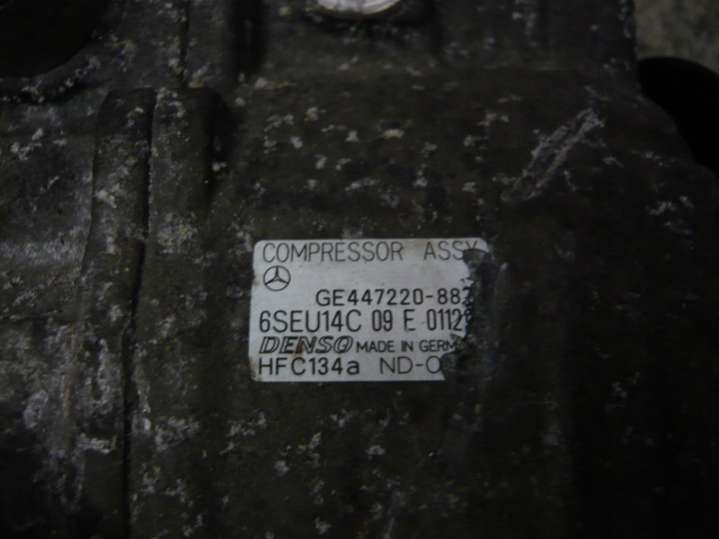 COMPRESSOR ASSY
GE447220-88
6SEU14C 09 E 0112
DENSO MADE IN GERM
HFC134a ND-O